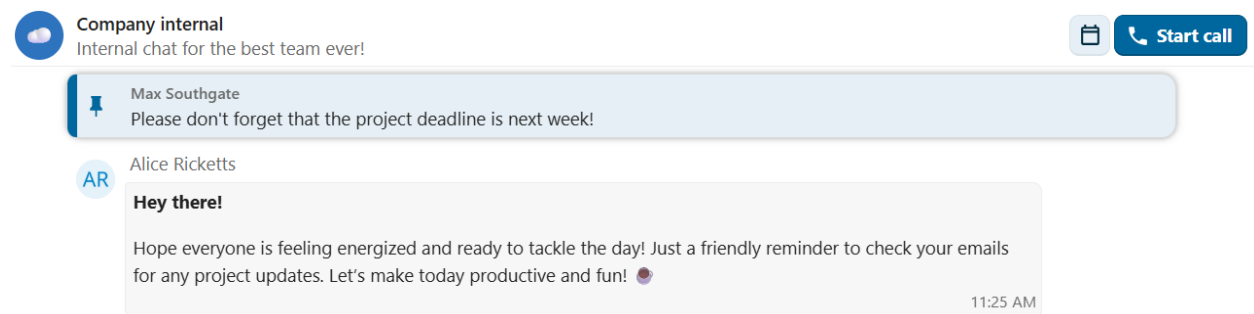 Company internal
Internal chat for the best team ever!
Start call
Max Southgate
Please don't forget that the project deadline is next week!
AR
Alice Ricketts
Hey there!
Hope everyone is feeling energized and ready to tackle the day! Just a friendly reminder to check your emails
for any project updates. Let’s make today productive and fun!
11:25 AM